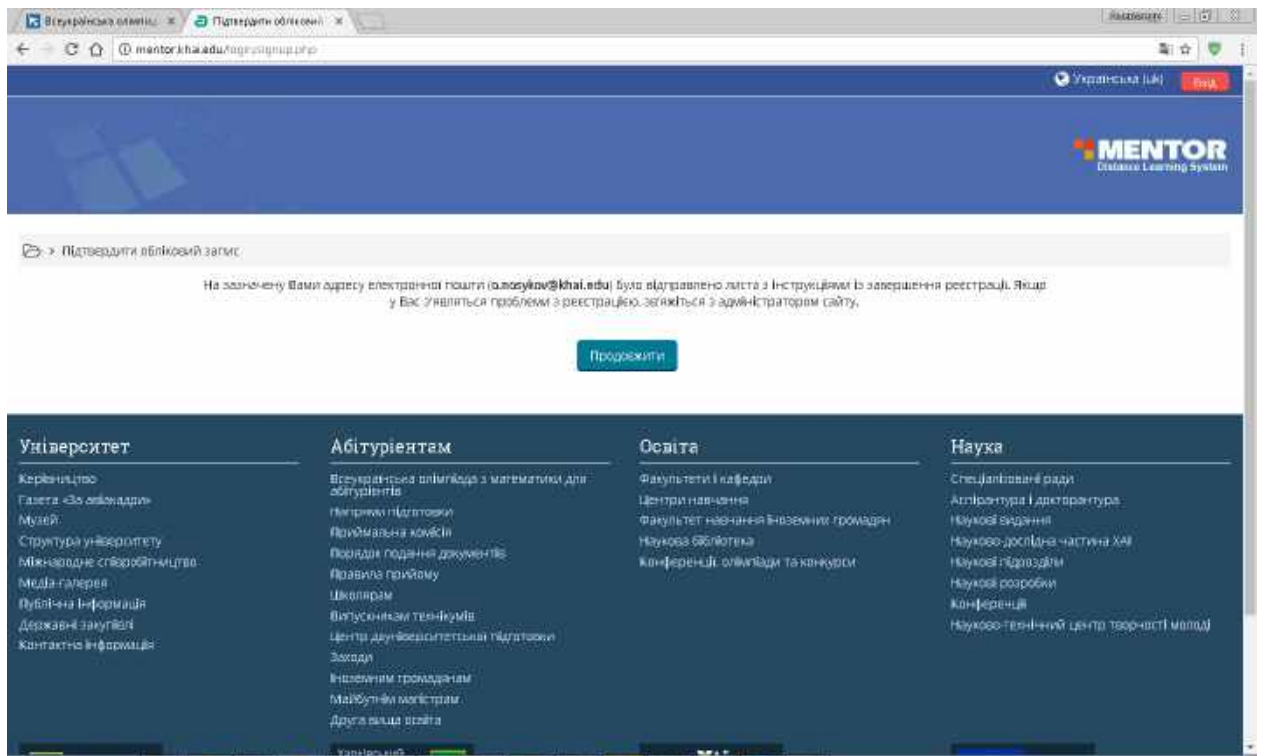 Всеукраїнська олімпіа
Підтвердити обліковий
mentor.khai.edu/login/signup.php
Українська (uk)
Вхід
MENTOR
Distance Learning System
> Підтвердити обліковий запис
На зазначену Вами адресу електронної пошти (o.nosykov@khai.edu) було відправлено листа з інструкціями із завершення реєстрації. Якщо
у Вас з'являться проблеми з реєстрацією, зв'яжіться з адміністратором сайту.
Продовжити
Університет
Керівництво
Газета «За авіакадри»
Музей
Структура університету
Міжнародне співробітництво
Медіа-галерея
Публічна інформація
Державні закупівлі
Контактна інформація
Абітурієнтам
Всеукраїнська олімпіада з математики для
абітурієнтів
Напрями підготовки
Приймальна комісія
Порядок подання документів
Правила прийому
Школярам
Випускникам технікумів
Центр доуніверситетської підготовки
Заходи
Іноземним громадянам
Майбутнім магістрам
Друга вища освіта
Освіта
Факультети і кафедри
Центри навчання
Факультет навчання іноземних громадян
Наукова бібліотека
Конференції, олімпіади та конкурси
Наука
Спеціалізовані ради
Аспірантура і докторантура
Наукові видання
Науково-дослідна частина ХАІ
Наукові підрозділи
Наукові розробки
Конференції
Науково-технічний центр творчості молоді
Харківський